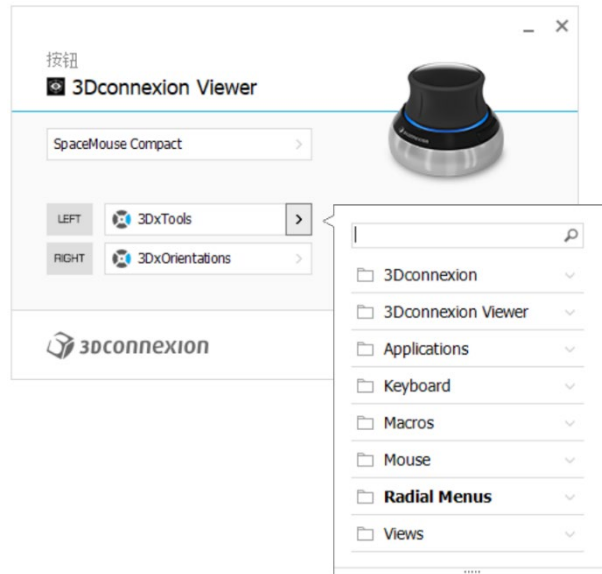 按钮
3Dconnexion Viewer
SpaceMouse Compact
LEFT
3DxTools
RIGHT
3DxOrientations
3Dconnexion
3Dconnexion
3Dconnexion Viewer
Applications
Keyboard
Macros
Mouse
Radial Menus
Views